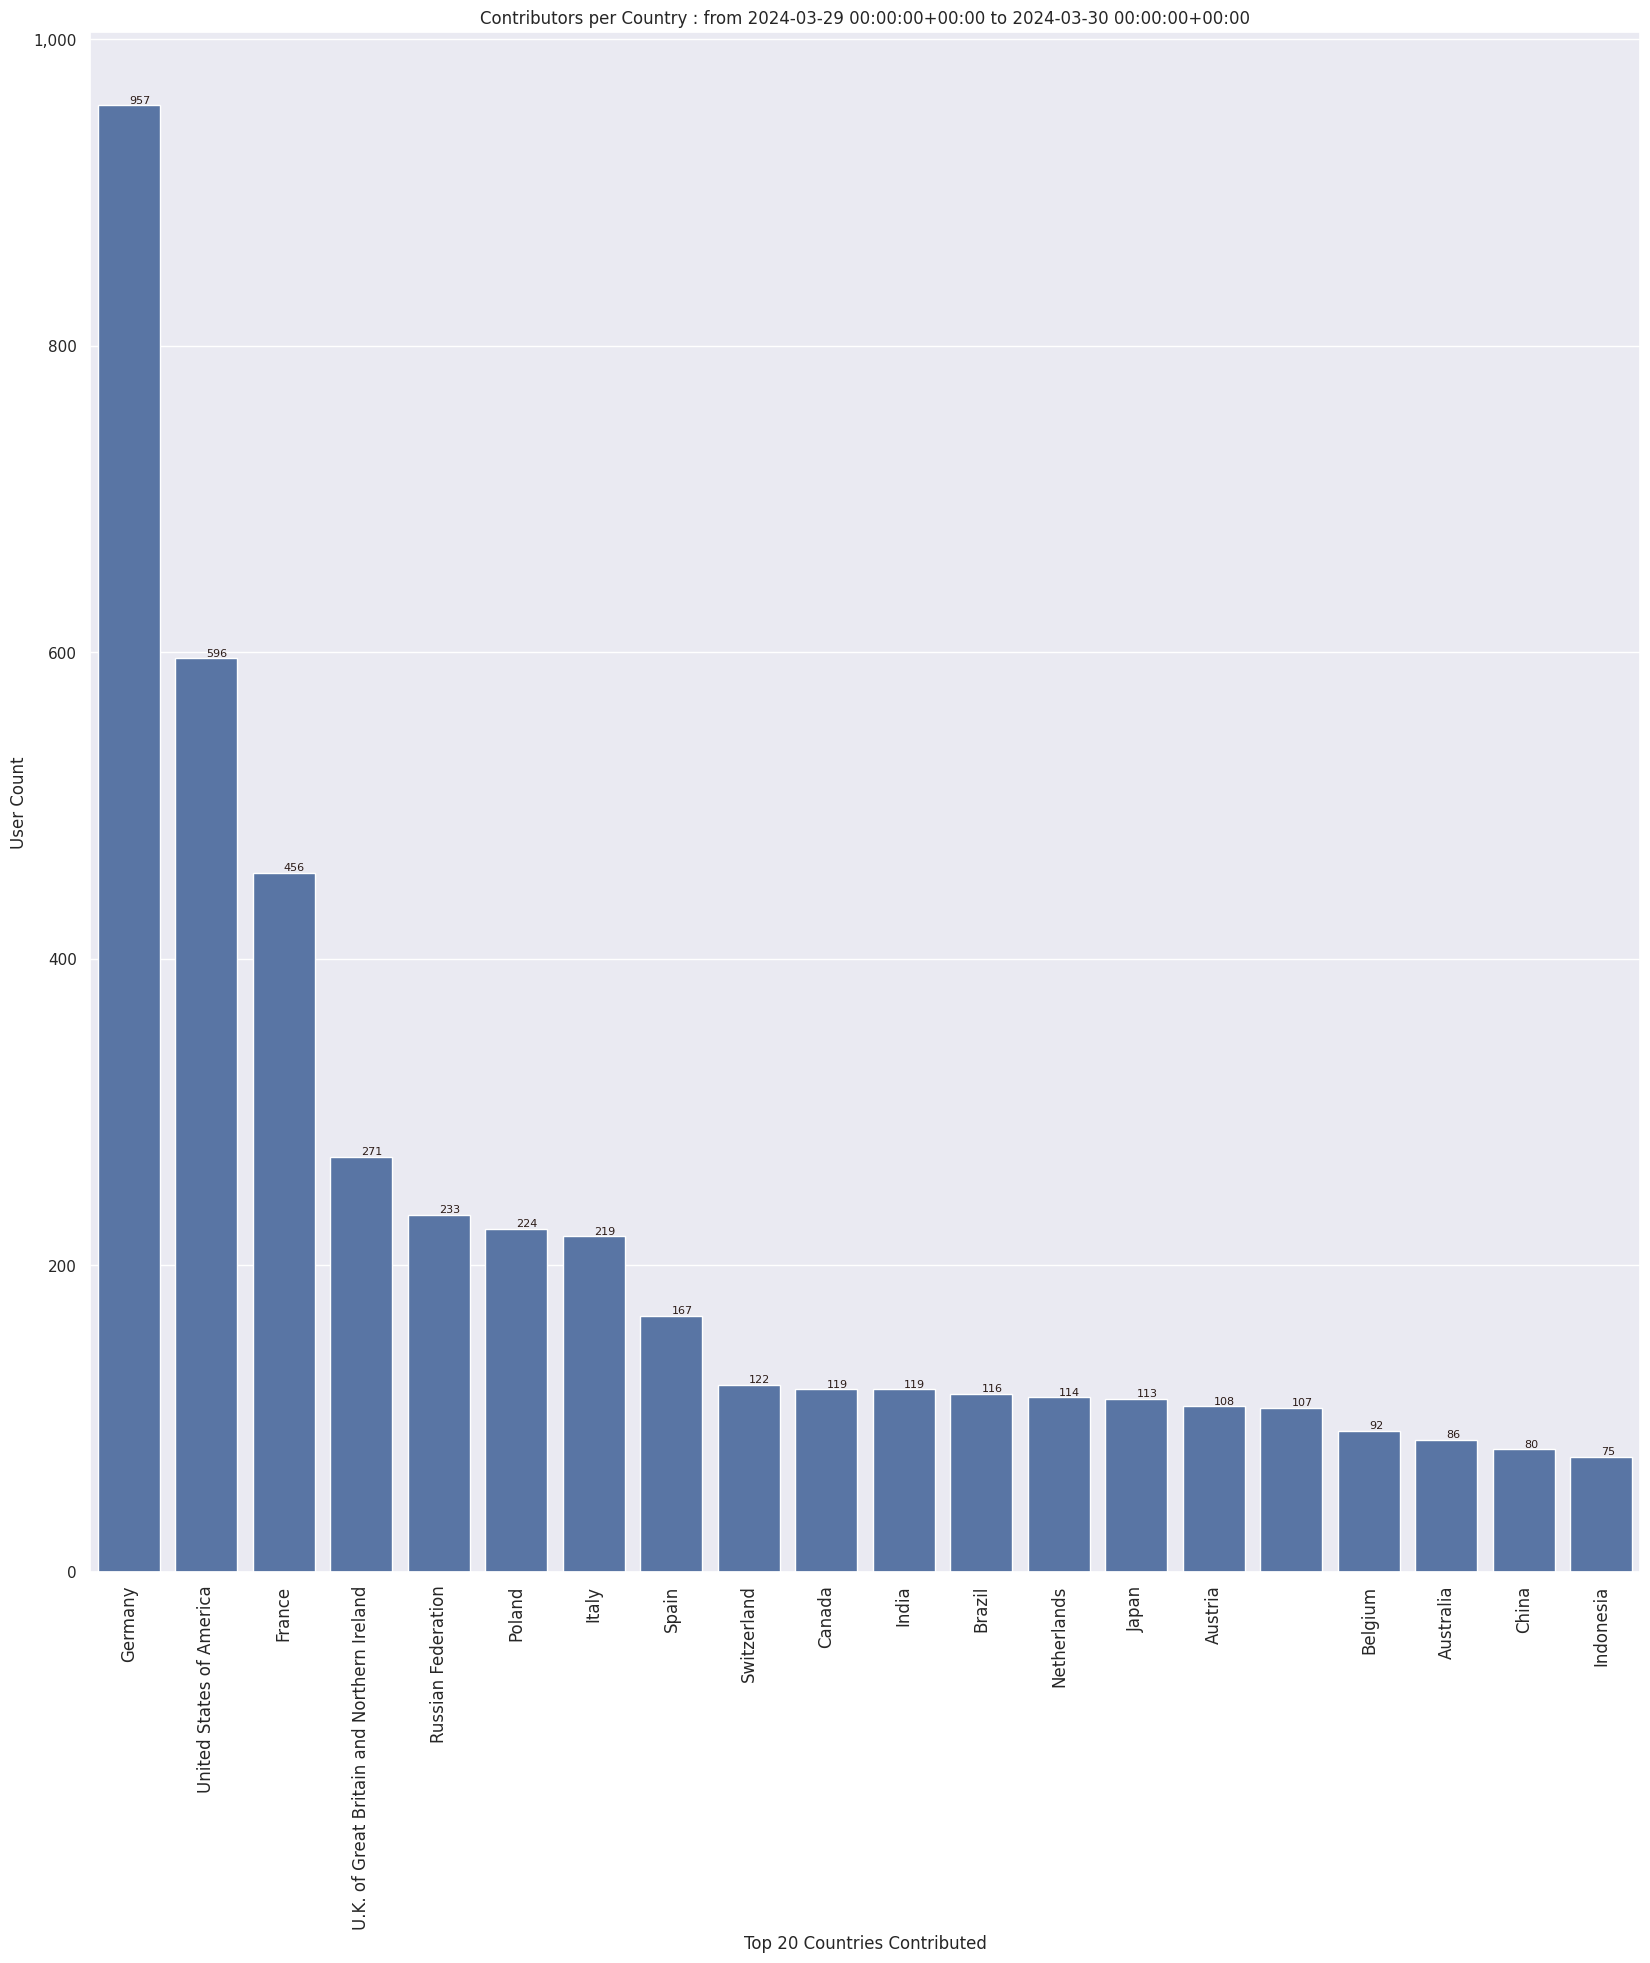 Contributors per Country : from 2024-03-29 00:00:00+00:00 to 2024-03-30 00:00:00+00:00
User Count
1,000
800
600
400
200
0
957
596
456
271
233
224
219
167
122
119
119
116
114
113
108
107
92
86
80
75
Germany
United States of America
France
U.K. of Great Britain and Northern Ireland
Russian Federation
Poland
Italy
Spain
Switzerland
Canada
India
Brazil
Netherlands
Japan
Austria
Belgium
Australia
China
Indonesia
Top 20 Countries Contributed